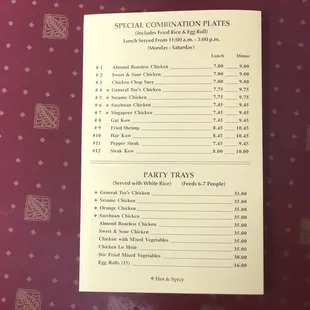 SPECIAL COMBINATION PLATES
(Includes Fried Rice & Egg Roll)
Lunch Served From 11:00 a.m. - 3:00 p.m.
(Monday - Saturday)
Lunch Dinner
# 1 Almond Boneless Chicken 7.00 9.00
# 2 Sweet & Sour Chicken 7.00 9.00
# 3 Chicken Chop Suey 7.00 9.00
# 4 General Tso's Chicken 7.75 9.75
# 5 Sesame Chicken 7.75 9.75
# 6 Szechuan Chicken 7.45 9.45
# 7 Singapore Chicken 7.45 9.45
# 8 Gai Kow 7.45 9.45
# 9 Fried Shrimp 8.45 10.45
#10 Har Kow 8.45 10.45
#11 Pepper Steak 7.45 9.45
#12 Steak Kow 8.00 10.00
PARTY TRAYS
(Served with White Rice) (Feeds 6-7 People)
General Tso's Chicken 35.00
Sesame Chicken 35.00
Orange Chicken 35.00
Szechuan Chicken 35.00
Almond Boneless Chicken 35.00
Sweet & Sour Chicken 35.00
Chicken with Mixed Vegetables 35.00
Chicken Lo Mein 35.00
Stir Fried Mixed Vegetables 30.00
Egg Rolls (15) 16.00
Hot & Spicy